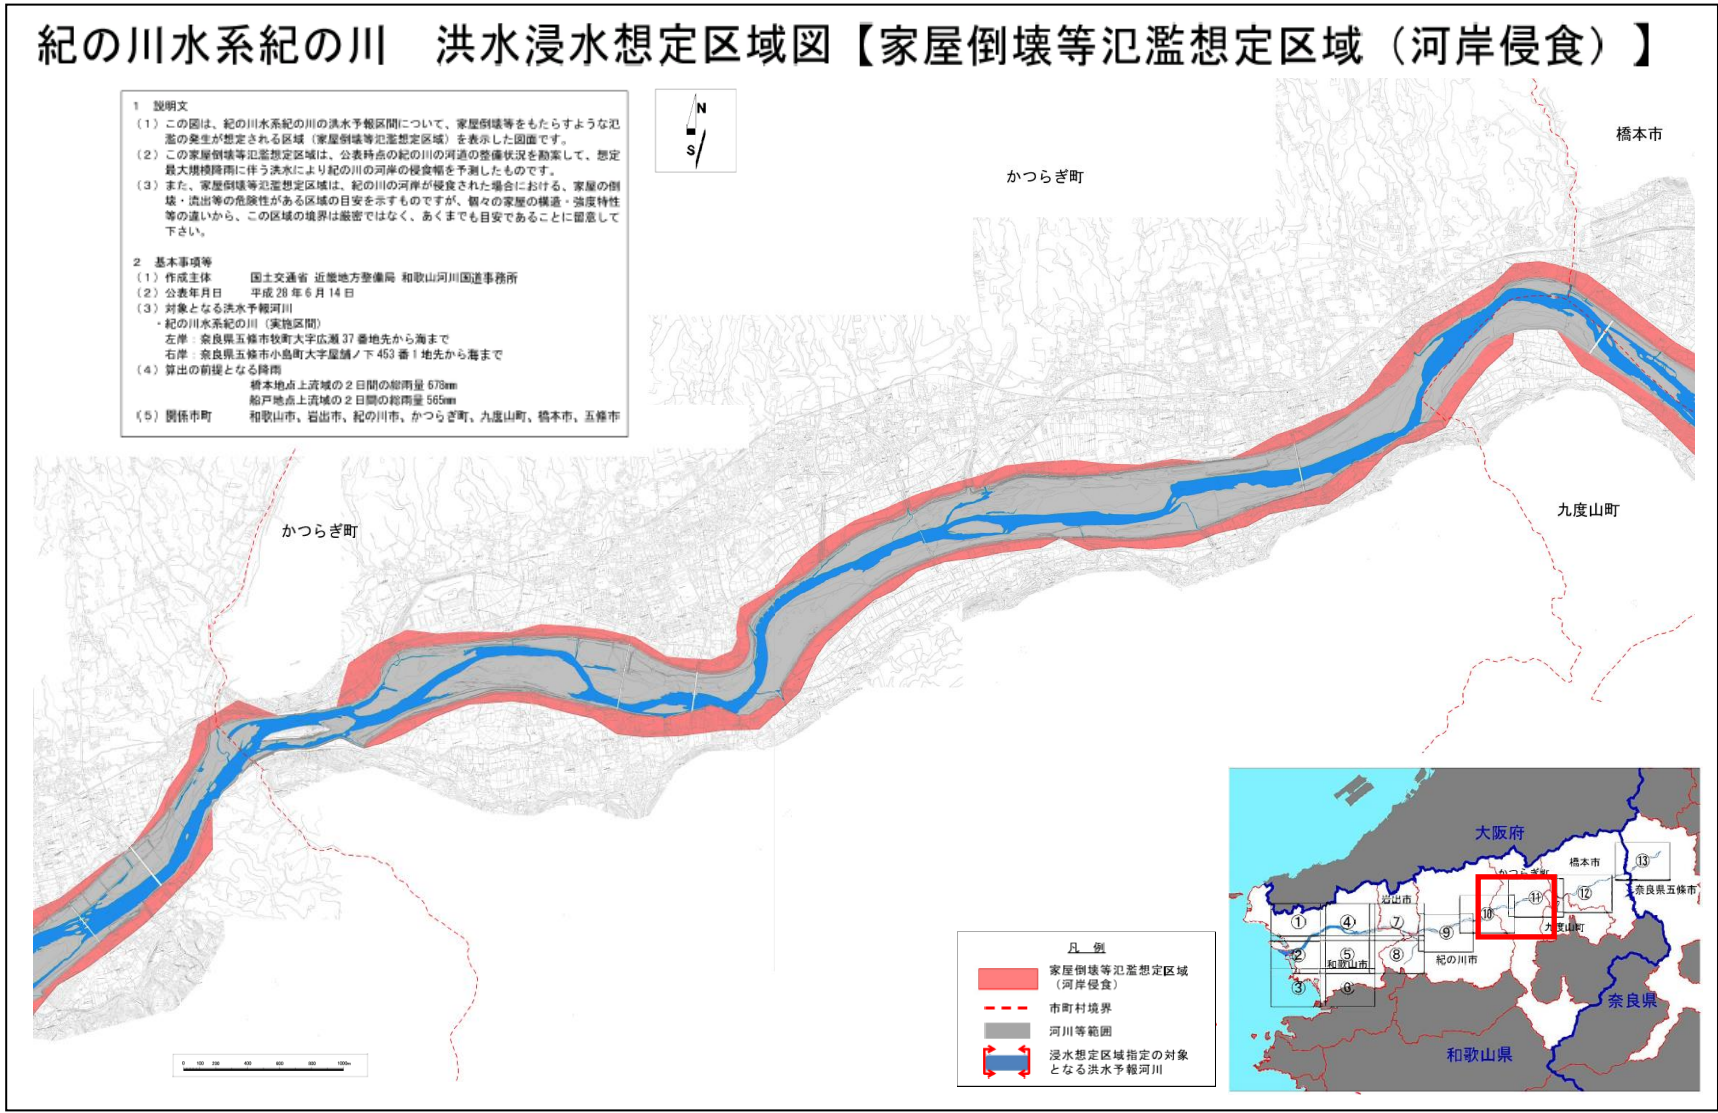 紀の川水系紀の川　洪水浸水想定区域図【家屋倒壊等氾濫想定区域（河岸侵食）】
1　説明文
（1）この図は、紀の川水系紀の川の洪水予報区間について、家屋倒壊等をもたらすような氾
濫の発生が想定される区域（家屋倒壊等氾濫想定区域）を表示した図面です。
（2）この家屋倒壊等氾濫想定区域は、公表時点の紀の川の河道の整備状況を勘案して、想定
最大規模降雨に伴う洪水により紀の川の河岸の侵食幅を予測したものです。
（3）また、家屋倒壊等氾濫想定区域は、紀の川の河岸が侵食された場合における、家屋の倒
壊・流出等の危険性がある区域の目安を示すものですが、個々の家屋の構造・強度特性
等の違いから、この区域の境界は厳密ではなく、あくまでも目安であることに留意して
下さい。
2　基本事項等
（1）作成主体　国土交通省 近畿地方整備局 和歌山河川国道事務所
（2）公表年月日　平成28年6月14日
（3）対象となる洪水予報河川
・紀の川水系紀の川（実施区間）
左岸：奈良県五條市牧町大字広瀬37番地先から海まで
右岸：奈良県五條市小島町大字屋舗ノ下453番1地先から海まで
（4）算出の前提となる降雨
橋本地点上流域の2日間の総雨量 678mm
船戸地点上流域の2日間の総雨量 565mm
（5）関係市町　和歌山市、岩出市、紀の川市、かつらぎ町、九度山町、橋本市、五條市
N
S
橋本市
かつらぎ町
九度山町
かつらぎ町
0 100 200 400 600 800 1000m
凡 例
家屋倒壊等氾濫想定区域
（河岸侵食）
市町村境界
河川等範囲
浸水想定区域指定の対象
となる洪水予報河川
大阪府
橋本市
⑬
かつらぎ町
奈良県五條市
⑫
⑪
岩出市
⑩
①
④
⑦
九度山町
⑨
②
⑤
⑧
和歌山市
紀の川市
③
⑥
奈良県
和歌山県